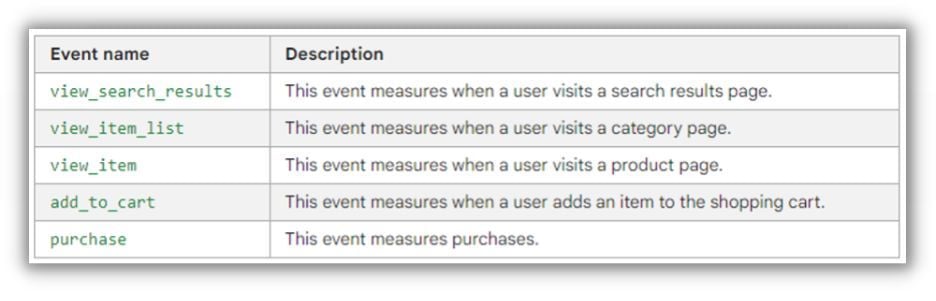 Event name Description
view_search_results This event measures when a user visits a search results page.
view_item_list This event measures when a user visits a category page.
view_item This event measures when a user visits a product page.
add_to_cart This event measures when a user adds an item to the shopping cart.
purchase This event measures purchases.